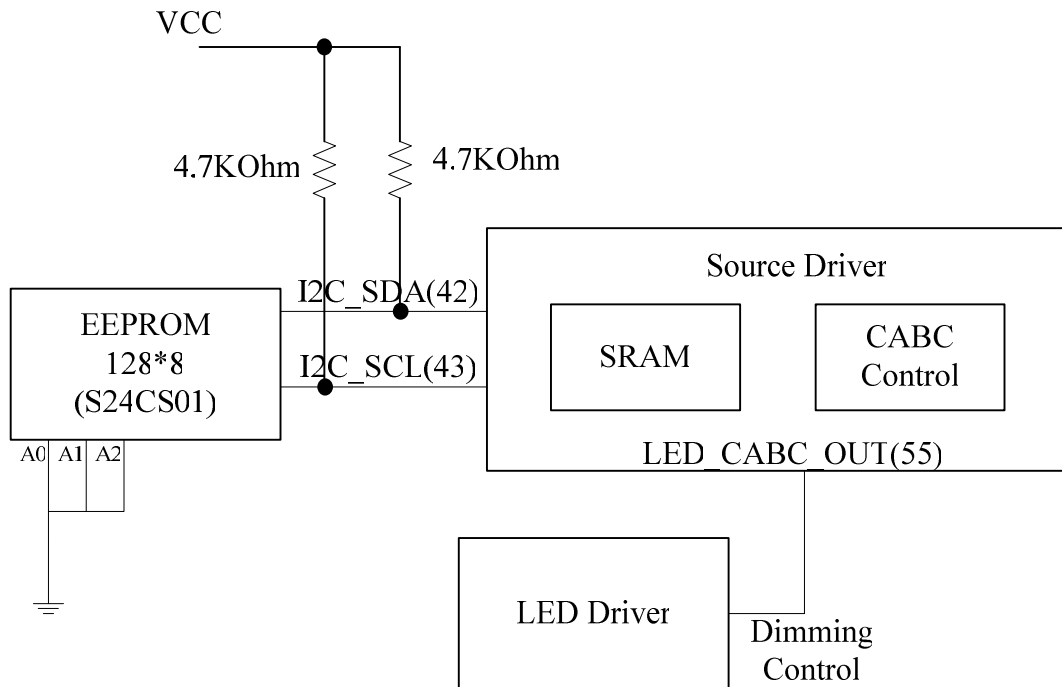 VCC
4.7KOhm
4.7KOhm
Source Driver
I2C_SDA(42)
EEPROM
128*8
(S24CS01)
SRAM
CABC
Control
I2C_SCL(43)
A0 A1 A2
LED_CABC_OUT(55)
LED Driver
Dimming
Control